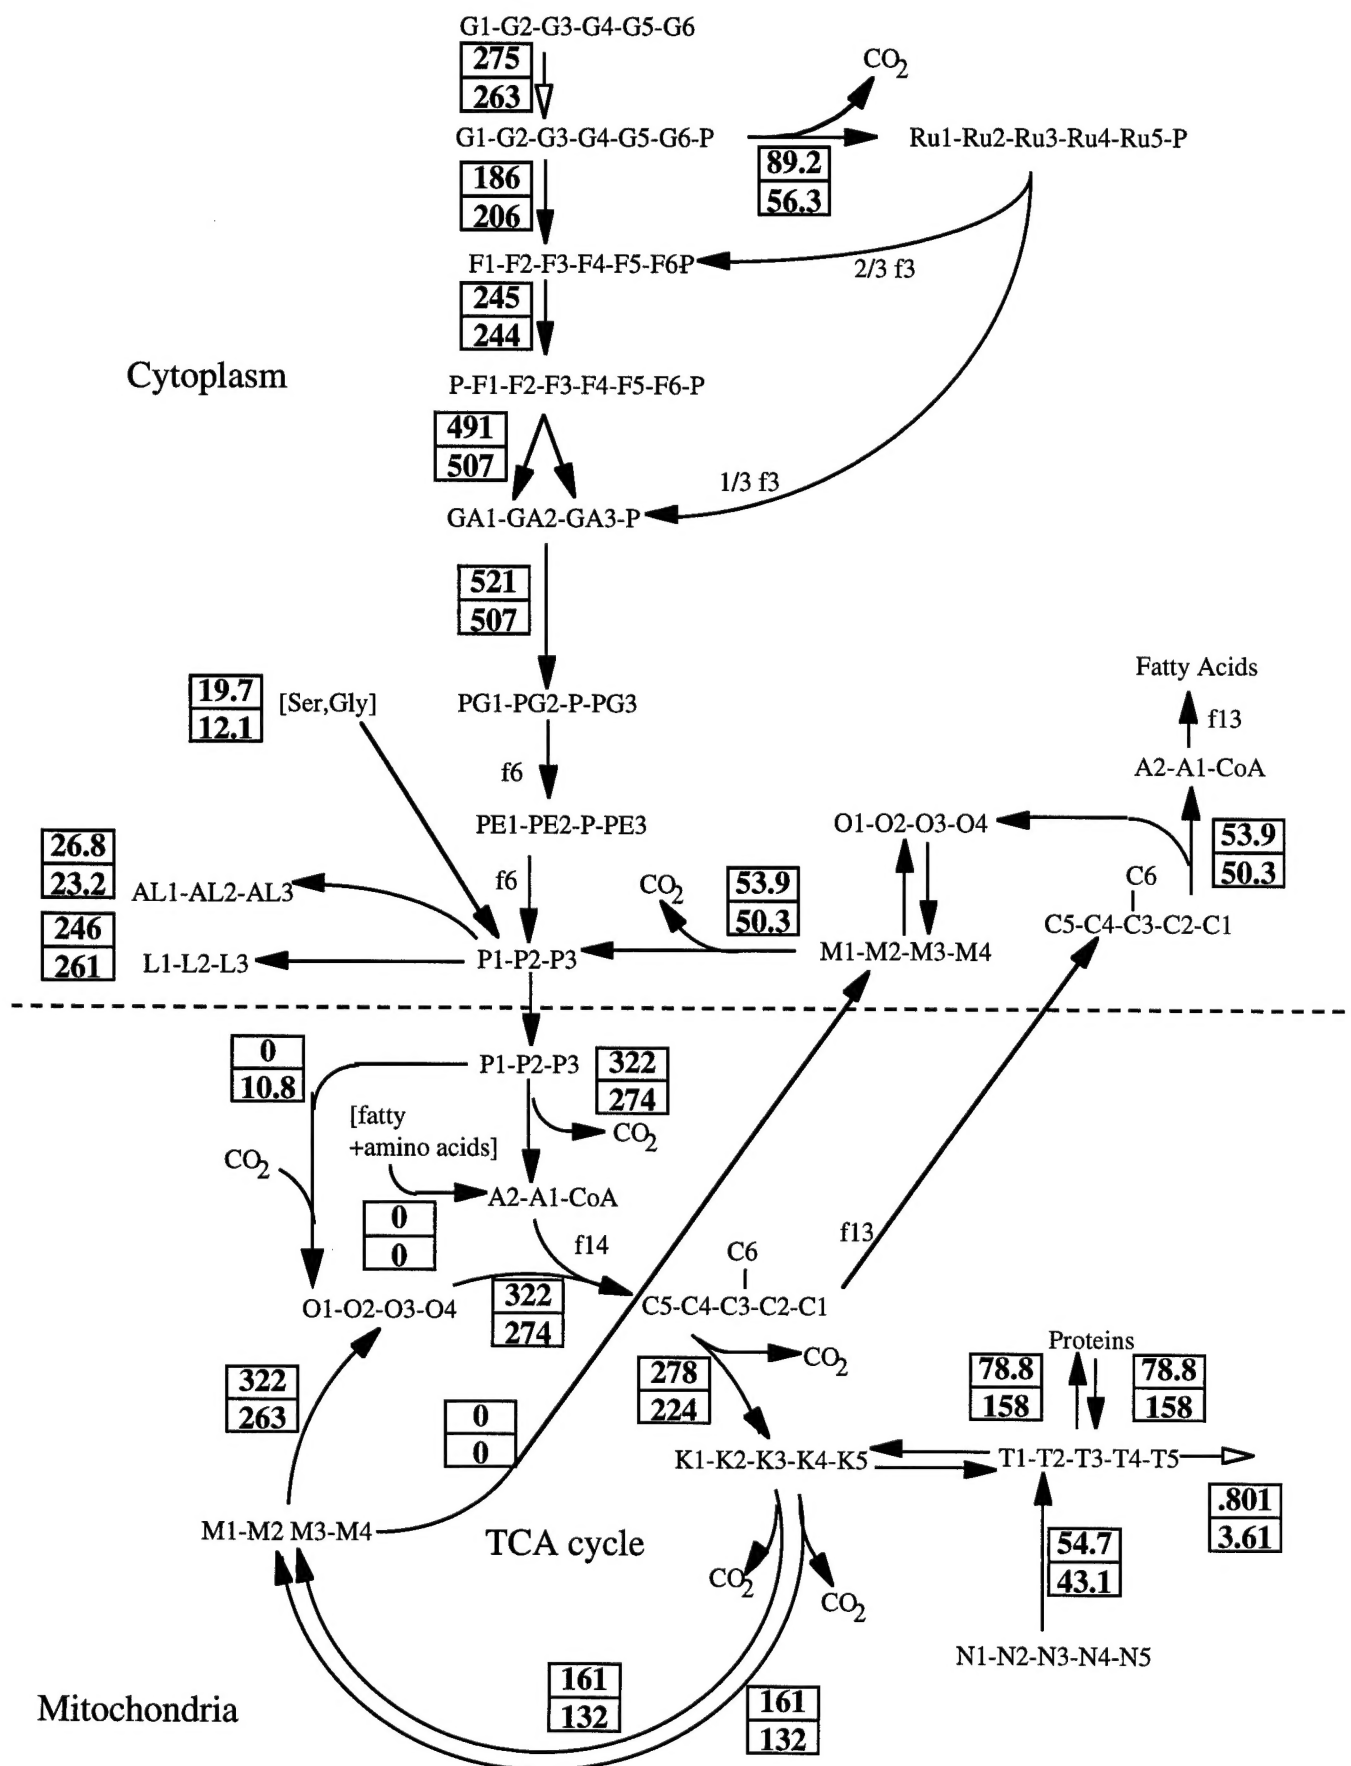 G1-G2-G3-G4-G5-G6
275
263
CO2
G1-G2-G3-G4-G5-G6-P
Ru1-Ru2-Ru3-Ru4-Ru5-P
89.2
56.3
186
206
F1-F2-F3-F4-F5-F6P
2/3 f3
245
244
Cytoplasm
P-F1-F2-F3-F4-F5-F6-P
491
507
1/3 f3
GA1-GA2-GA3-P
521
507
Fatty Acids
19.7
12.1
[Ser,Gly]
PG1-PG2-P-PG3
f13
f6
A2-A1-CoA
PE1-PE2-P-PE3
O1-O2-O3-O4
53.9
50.3
26.8
23.2
AL1-AL2-AL3
f6
CO2
53.9
50.3
C6
C5-C4-C3-C2-C1
246
261
L1-L2-L3
P1-P2-P3
M1-M2-M3-M4
0
10.8
P1-P2-P3
322
274
[fatty
+amino acids]
CO2
CO2
A2-A1-CoA
0
0
f14
f13
C6
O1-O2-O3-O4
322
274
C5-C4-C3-C2-C1
CO2
Proteins
322
263
278
224
78.8
158
78.8
158
0
0
K1-K2-K3-K4-K5
T1-T2-T3-T4-T5
.801
3.61
M1-M2 M3-M4
TCA cycle
54.7
43.1
CO2
CO2
N1-N2-N3-N4-N5
161
132
161
132
Mitochondria